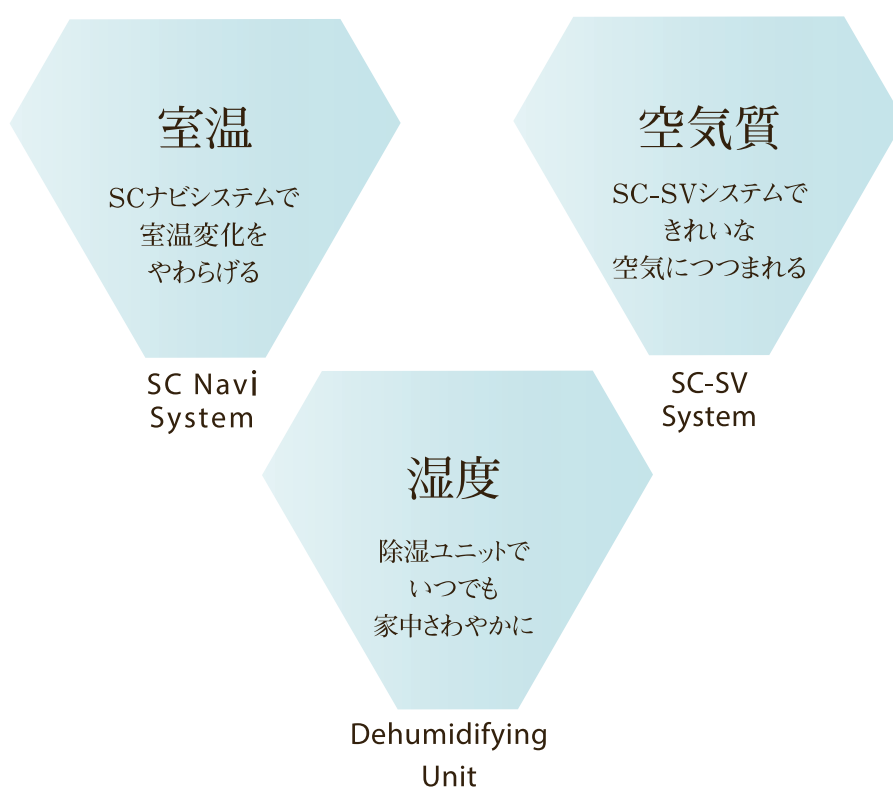 室温
SCナビシステムで
室温変化を
やわらげる
SC Navi
System
空気質
SC-SVシステムで
きれいな
空気につつまれる
SC-SV
System
湿度
除湿ユニットで
いつでも
家中さわやかに
Dehumidifying
Unit